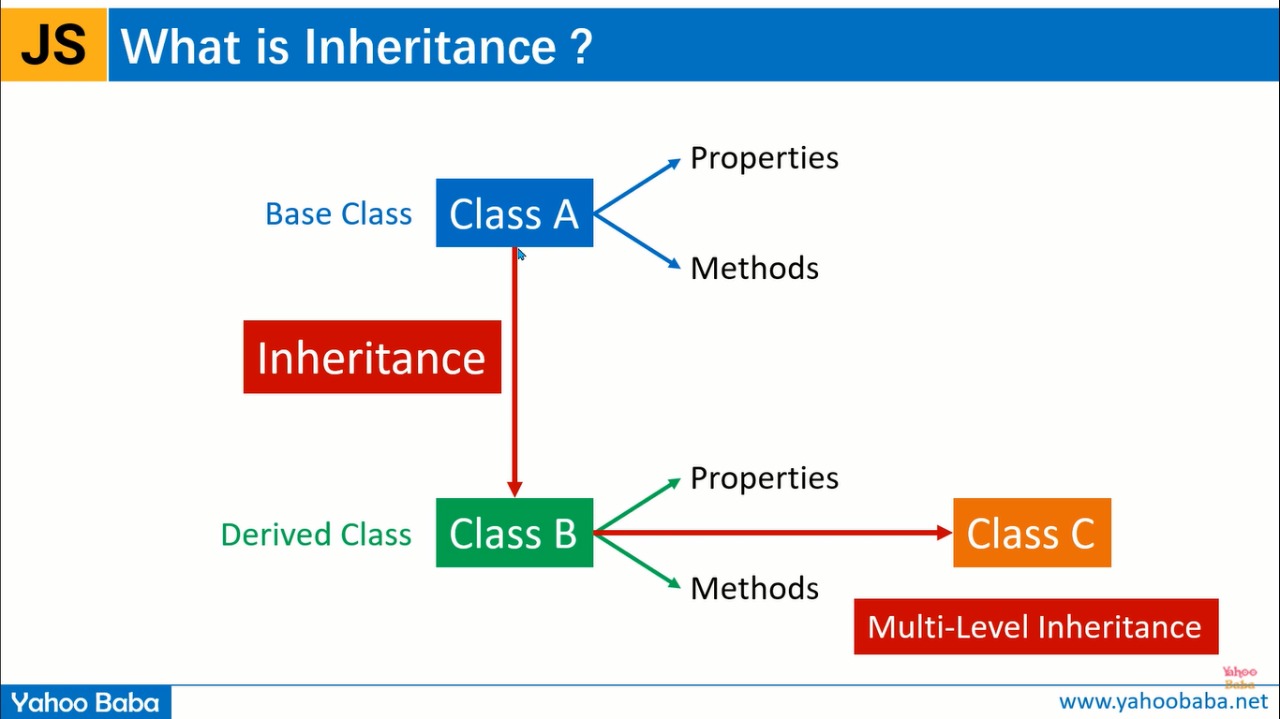 JS What is Inheritance ?
Properties
Base Class Class A
Methods
Inheritance
Properties
Derived Class Class B Class C
Methods
Multi-Level Inheritance
Yahoo
Baba
Yahoo Baba www.yahoobaba.net